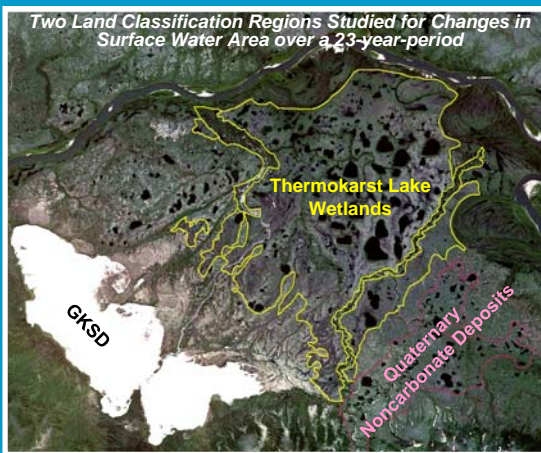 Two Land Classification Regions Studied for Changes in
Surface Water Area over a 23-year-period
Thermokarst Lake
Wetlands
GKSD
Quaternary
Noncarbonate Deposits